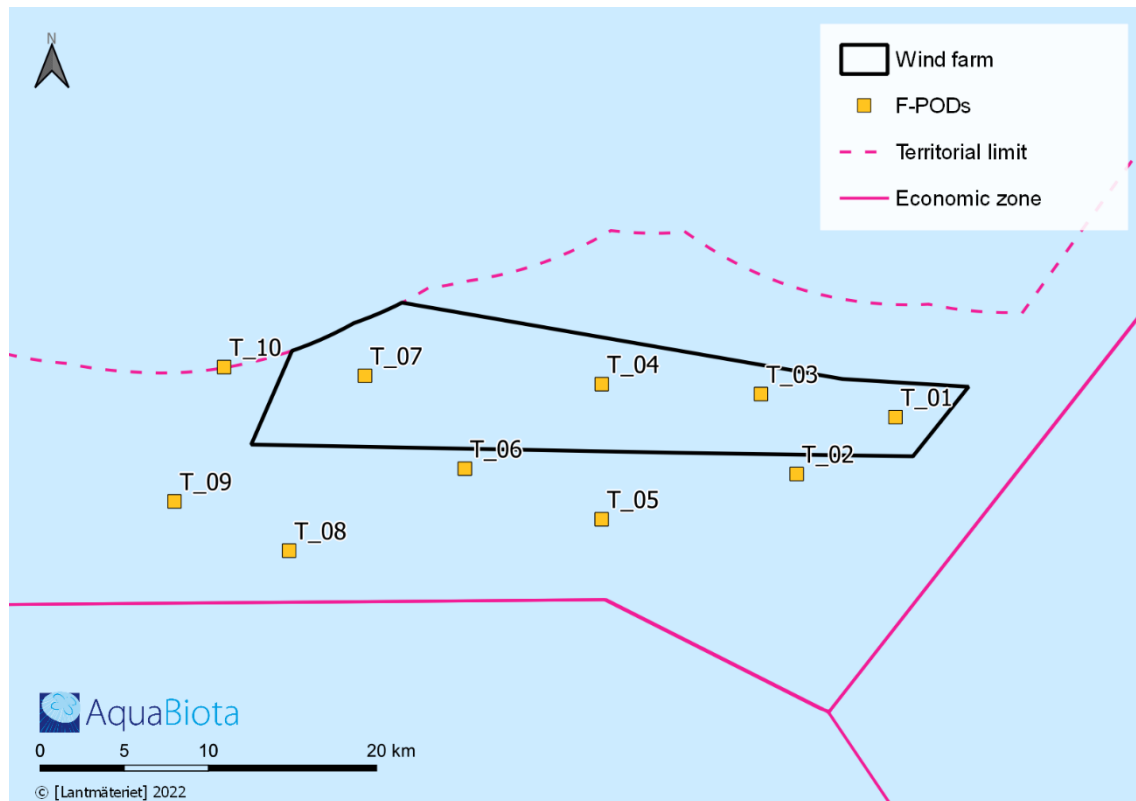 N
Wind farm
F-PODs
Territorial limit
Economic zone
T_10
T_07
T_04
T_03
T_01
T_06
T_02
T_09
T_05
T_08
AquaBiota
0 5 10 20 km
© [Lantmäteriet] 2022